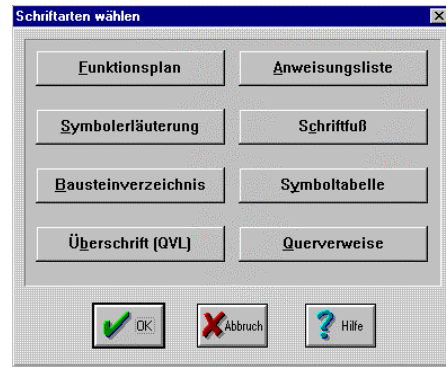 Schriftarten wählen
Funktionsplan
Anweisungsliste
Symbolerläuterung
Schriftfuß
Bausteinverzeichnis
Symboltabelle
Überschrift (QVL)
Querverweise
OK
Abbruch
Hilfe